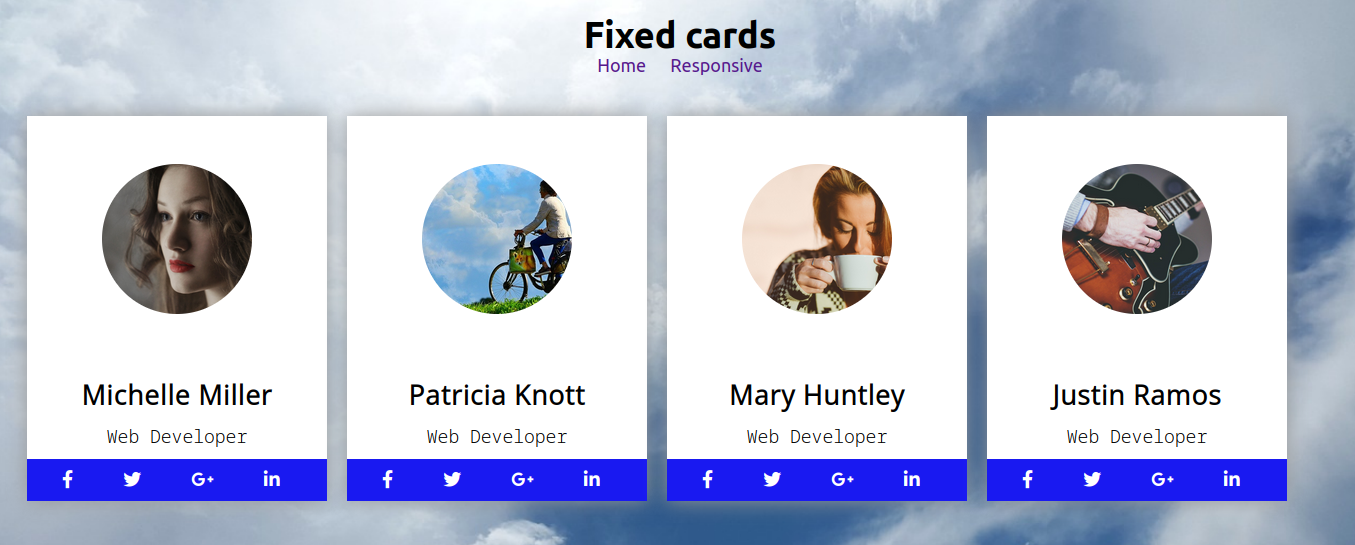 Fixed cards
Home Responsive
Michelle Miller
Web Developer
Patricia Knott
Web Developer
Mary Huntley
Web Developer
Justin Ramos
Web Developer